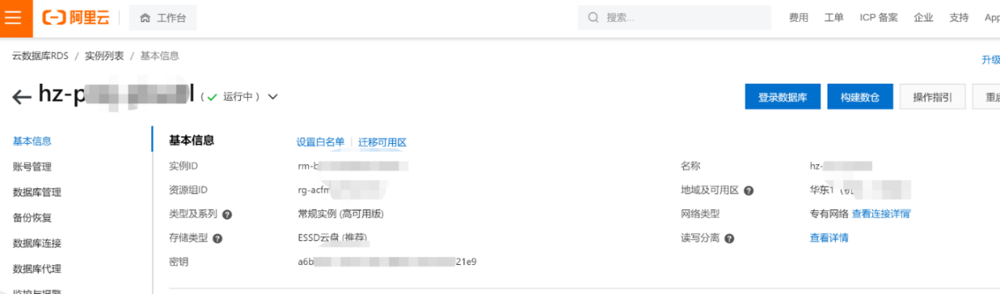 阿里云 工作台 搜索... 费用 工单 ICP 备案 企业 支持 App
云数据库RDS / 实例列表 / 基本信息 升级
hz-p l ( 运行中 ) 登录数据库 构建数仓 操作指引 重启
基本信息 基本信息 设置白名单 迁移可用区
账号管理 实例ID rm-b 名称 hz-
数据库管理 资源组ID rg-acfm 地域及可用区 华东1
备份恢复 类型及系列 常规实例 (高可用版) 网络类型 专有网络 查看连接详情
数据库连接 存储类型 ESSD云盘 (推荐) 读写分离 查看详情
数据库代理 密钥 a6b 21e9
监控与报警